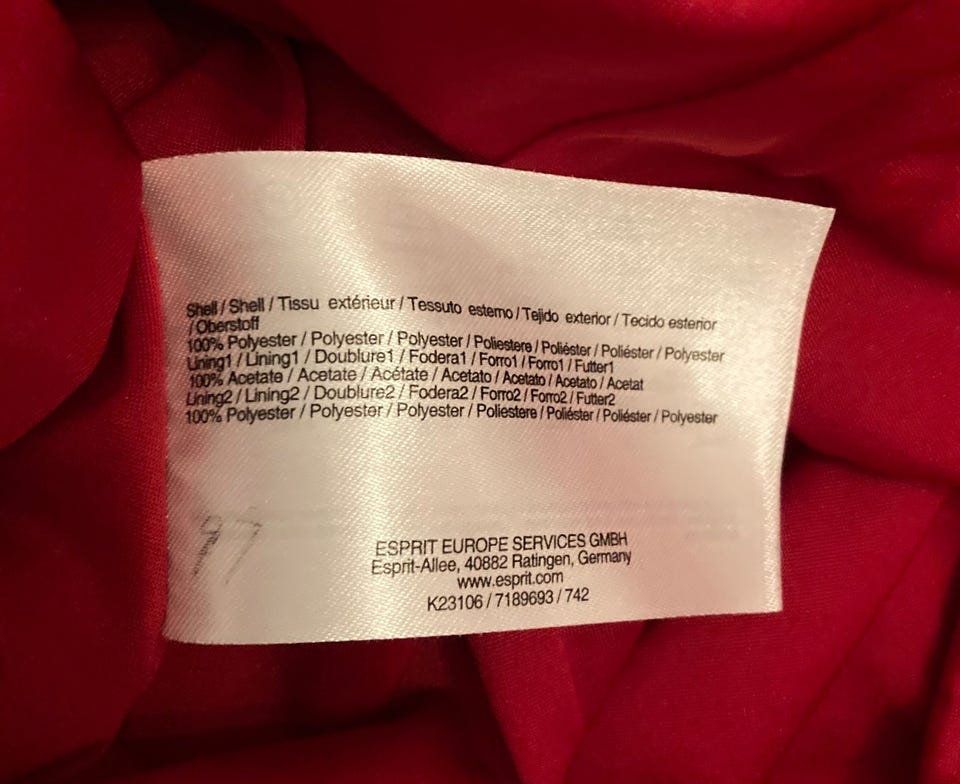 Shell / Shell / Tissu extérieur / Tessuto esterno / Tejido exterior / Tecido esterior
/ Oberstoff
100% Polyester / Polyester / Polyester / Poliestere / Poliéster / Poliéster / Polyester
Lining1 / Lining1 / Doublure1 / Fodera1 / Forro1 / Forro1 / Futter1
100% Acetate / Acetate / Acétate / Acetato / Acetato / Acetato / Acetat
Lining2 / Lining2 / Doublure2 / Fodera2 / Forro2 / Forro2 / Futter2
100% Polyester / Polyester / Polyester / Poliestere / Poliéster / Poliéster / Polyester
ESPRIT EUROPE SERVICES GMBH
Esprit-Allee, 40882 Ratingen, Germany
www.esprit.com
K23106 / 7189693 / 742